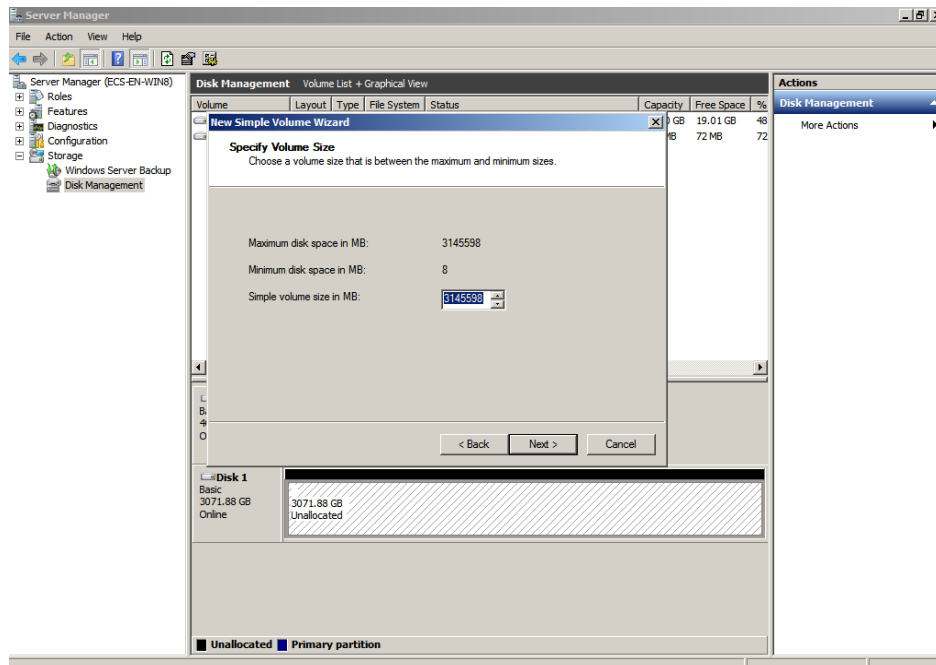 Server Manager
File Action View Help
Server Manager (ECS-EN-WIN8)
Roles
Features
Diagnostics
Configuration
Storage
Windows Server Backup
Disk Management
Disk Management Volume List + Graphical View
Volume Layout Type File System Status Capacity Free Space %
GB 19.01 GB 48
MB 72 MB 72
New Simple Volume Wizard
Specify Volume Size
Choose a volume size that is between the maximum and minimum sizes.
Maximum disk space in MB: 3145598
Minimum disk space in MB: 8
Simple volume size in MB: 3145598
< Back Next > Cancel
Disk 1
Basic
3071.88 GB
Online
3071.88 GB
Unallocated
Unallocated Primary partition
Actions
Disk Management
More Actions